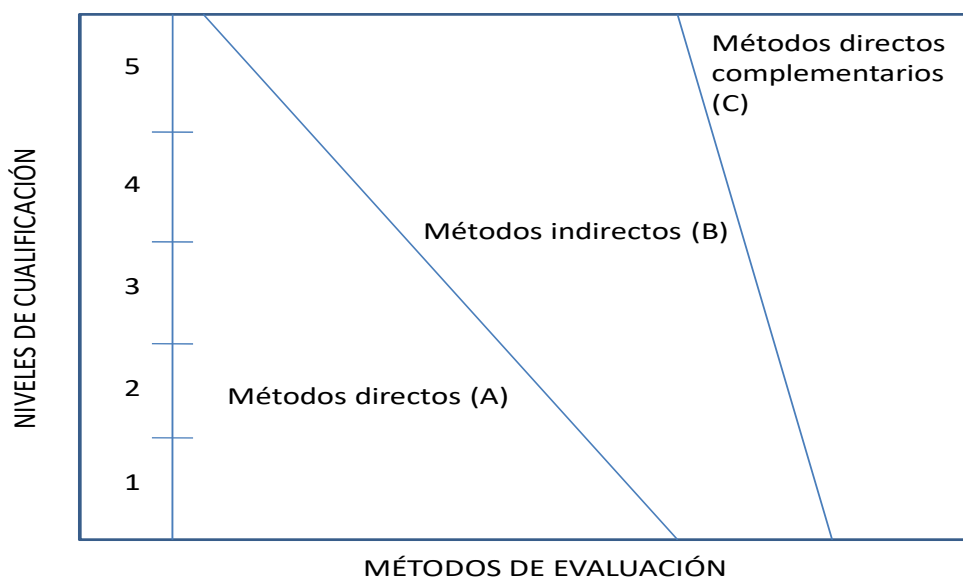 Métodos directos
complementarios
(C)
5
4
Métodos indirectos (B)
3
2
Métodos directos (A)
1
NIVELES DE CUALIFICACIÓN
MÉTODOS DE EVALUACIÓN